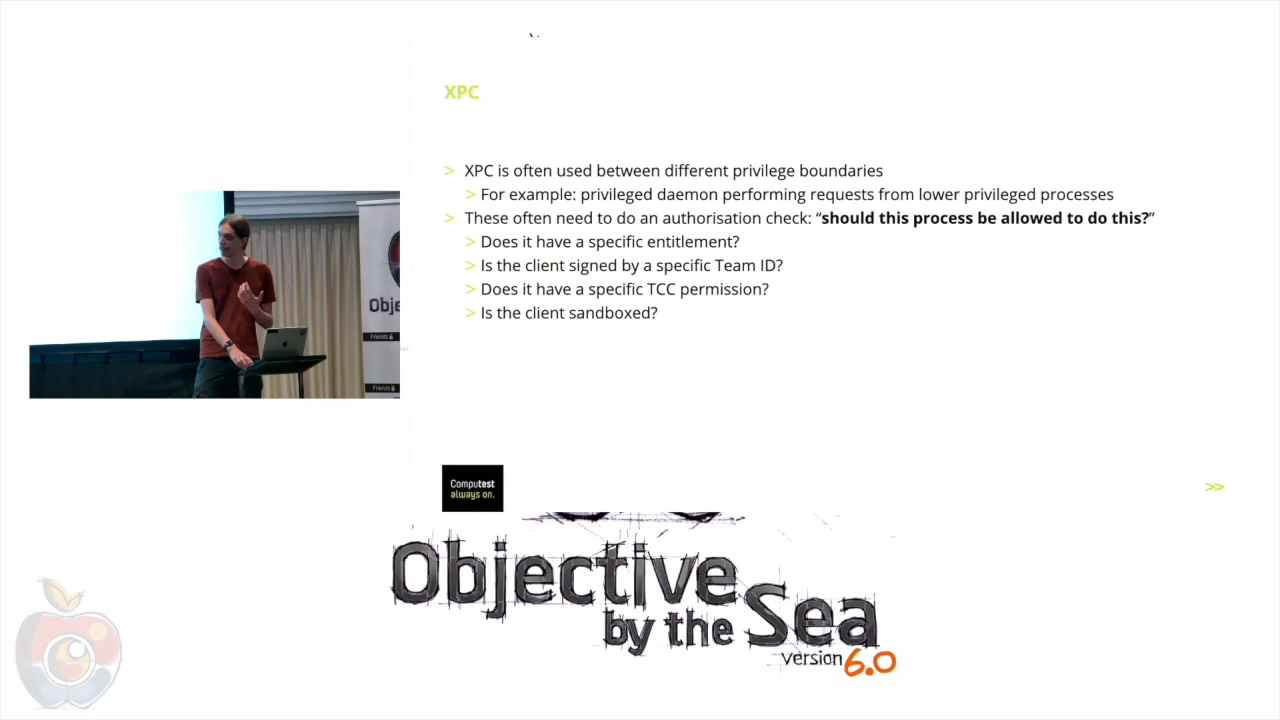 XPC
> XPC is often used between different privilege boundaries
> For example: privileged daemon performing requests from lower privileged processes
> These often need to do an authorisation check: “should this process be allowed to do this?”
> Does it have a specific entitlement?
> Is the client signed by a specific Team ID?
> Does it have a specific TCC permission?
> Is the client sandboxed?
Obje
Friends
Friends
Computest
always on.
>>
Objective
by the Sea
version 6.0